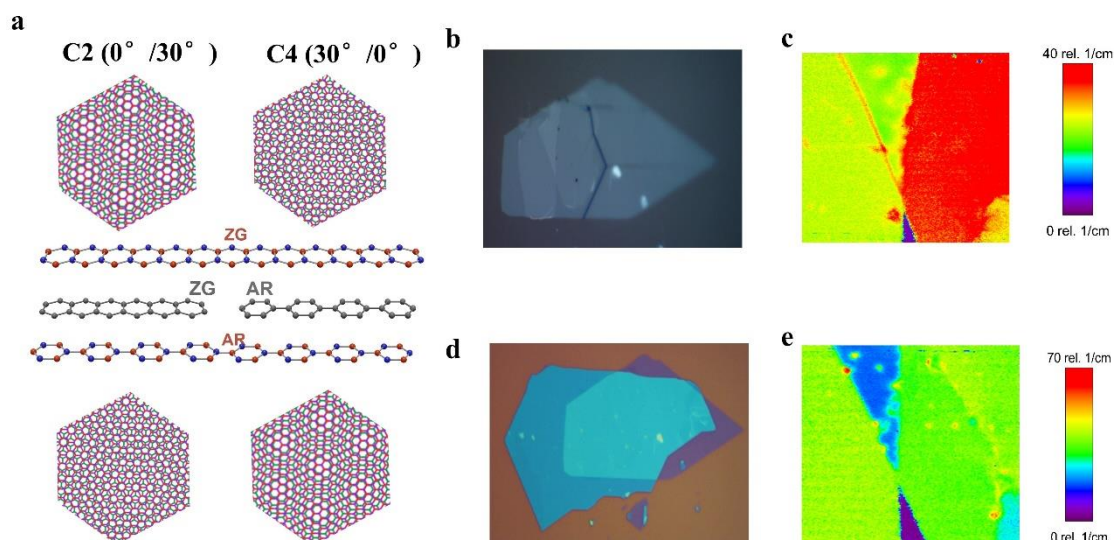 a
C2 (0° /30° )
C4 (30° /0° )
ZG
ZG
AR
AR
b
c
40 rel. 1/cm
0 rel. 1/cm
d
e
70 rel. 1/cm
0 rel. 1/cm